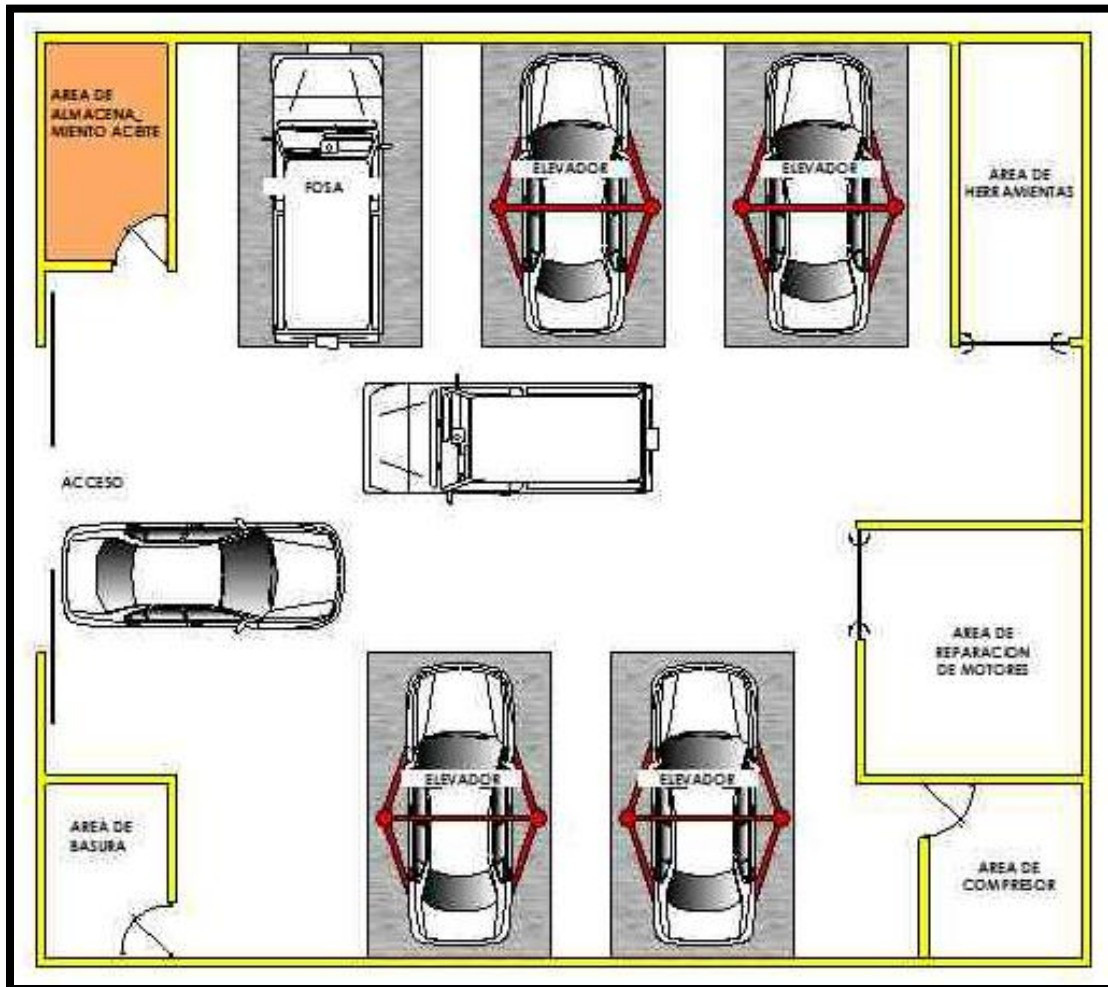 AREA DE
ALMACENA_
MIENTO ACEITE
FOSA
ELEVADOR
ELEVADOR
ÁREA DE
HERRAMIENTAS
ACCESO
AREA DE
REPARACION
DE MOTORES
ELEVADOR
ELEVADOR
AREA DE
BASURA
AREA DE
COMPRESOR